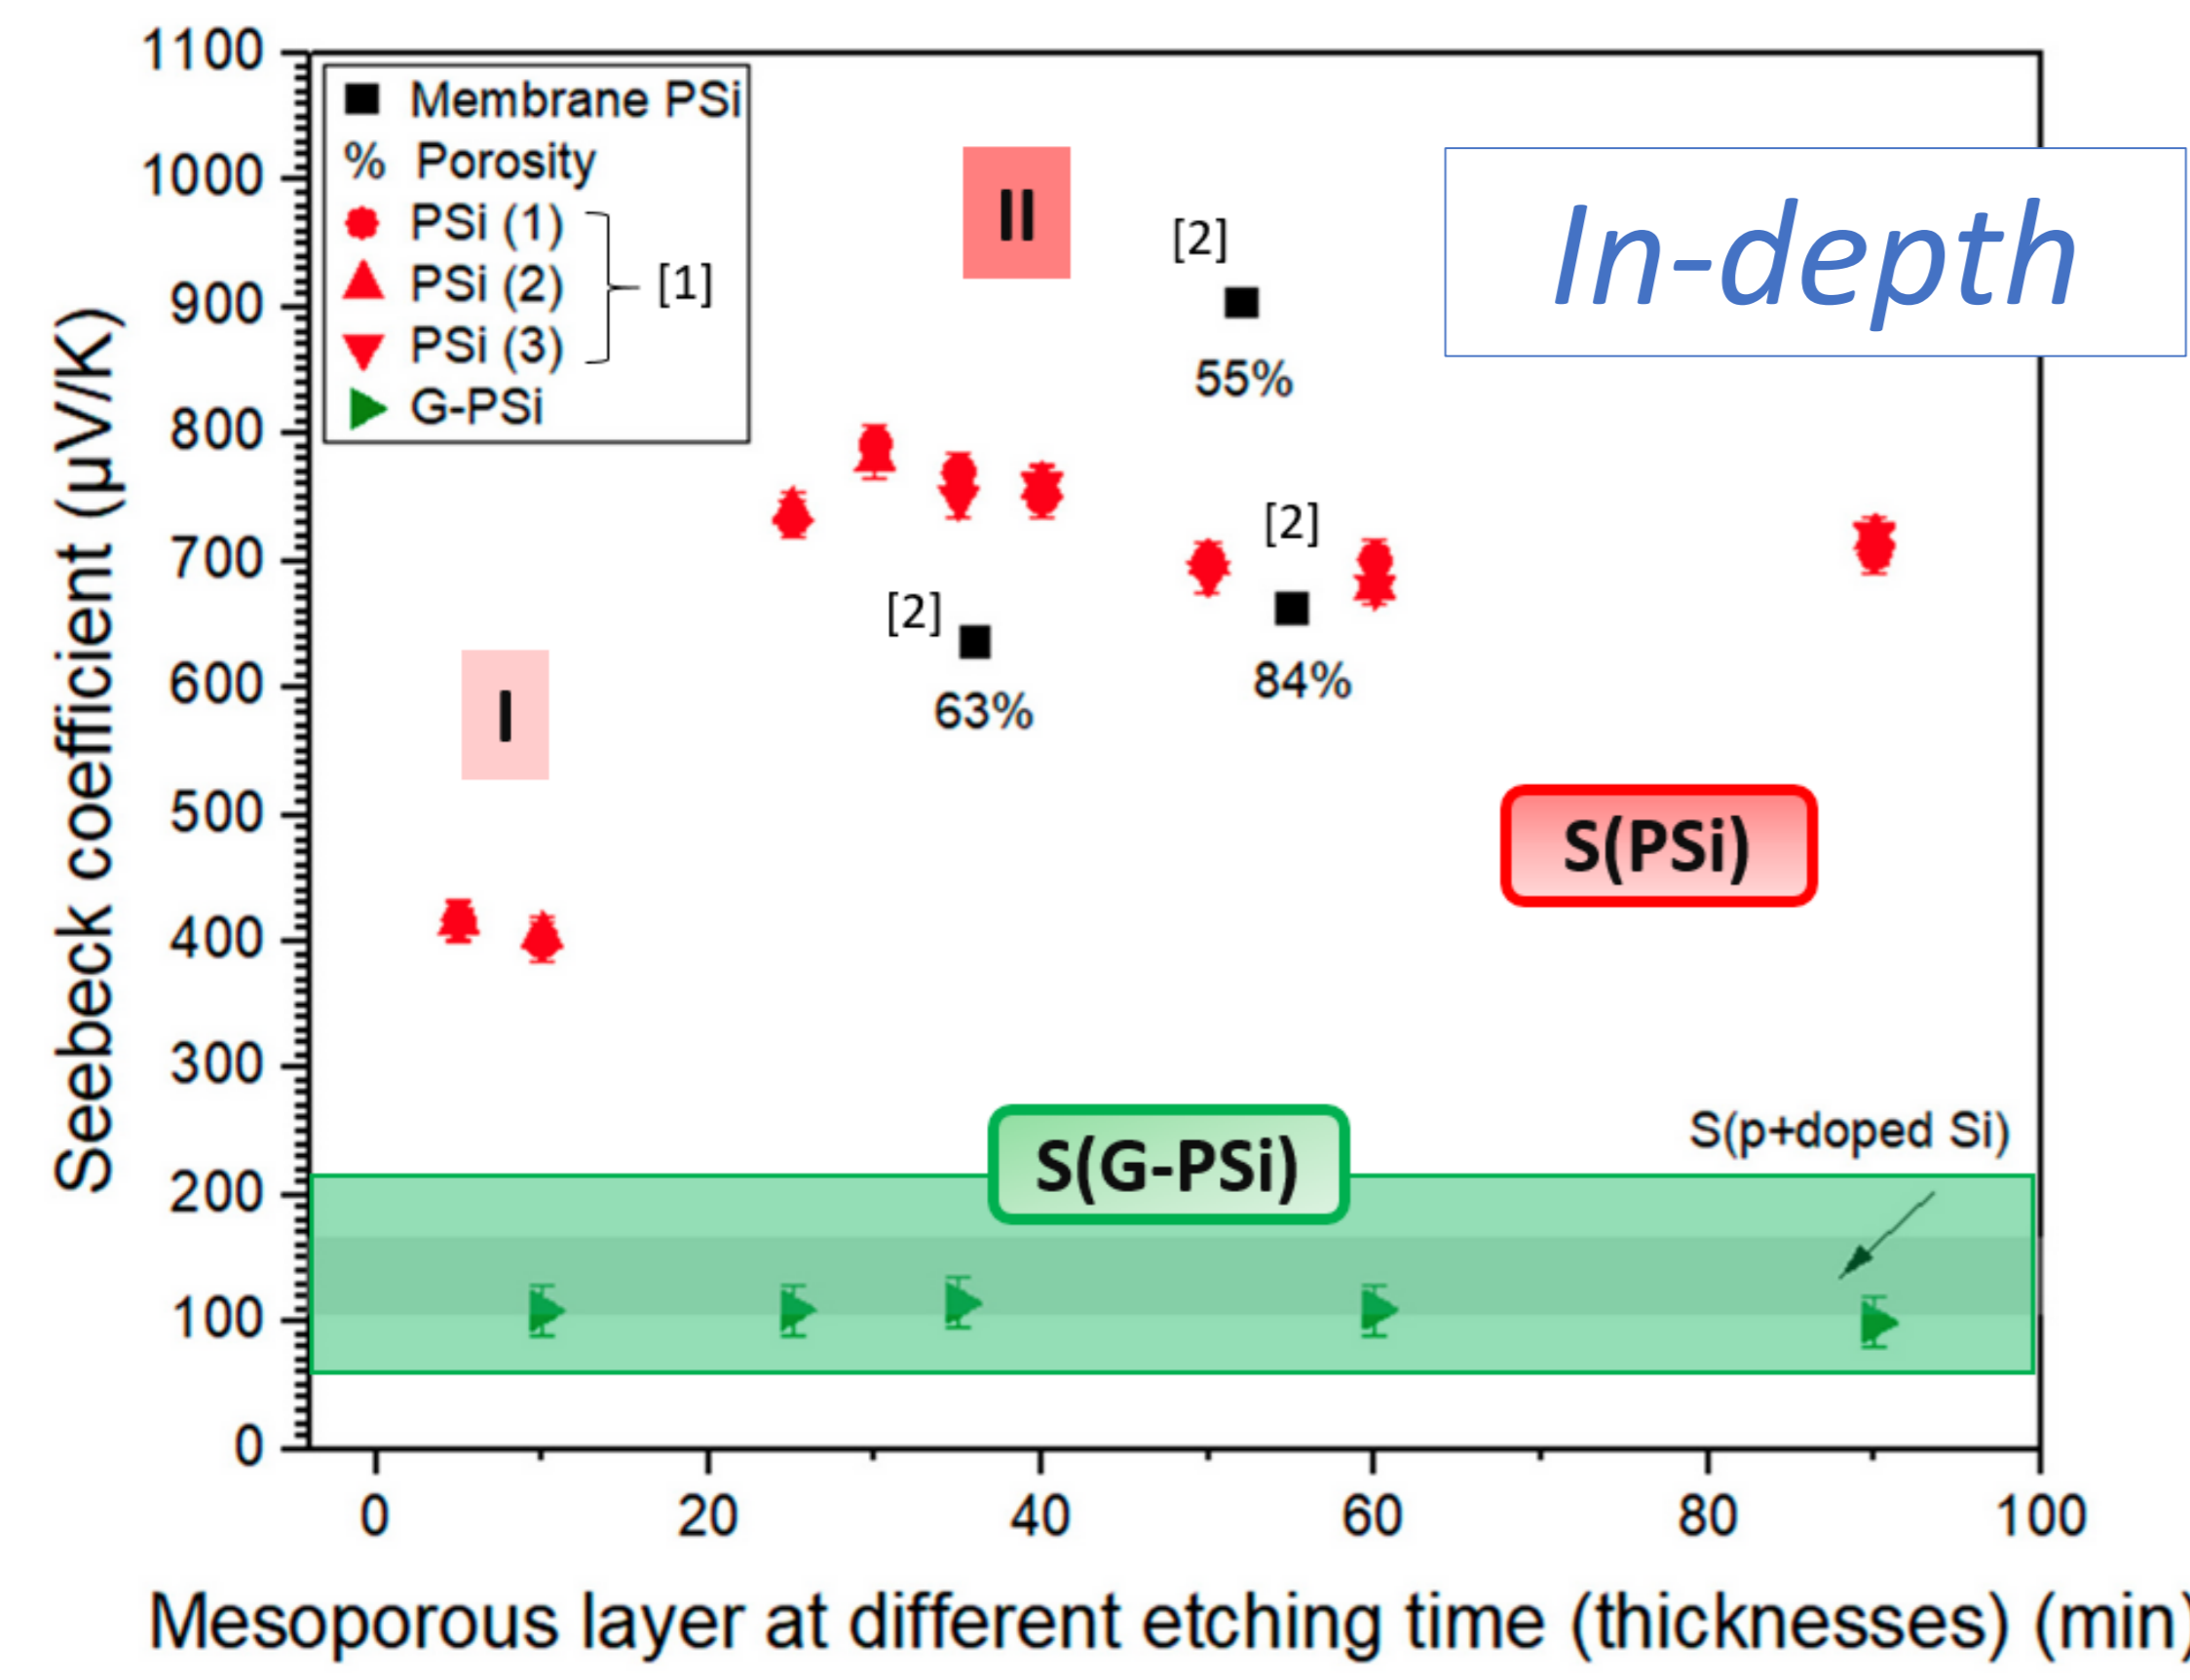 1100
1000
900
800
700
600
500
400
300
200
100
0
Seebeck coefficient (µV/K)
Membrane PSi
% Porosity
PSi (1)
PSi (2)
[1]
PSi (3)
G-PSi
II
In-depth
[2]
55%
[2]
84%
[2]
63%
I
S(PSi)
S(G-PSi)
S(p+doped Si)
0 20 40 60 80 100
Mesoporous layer at different etching time (thicknesses) (min)